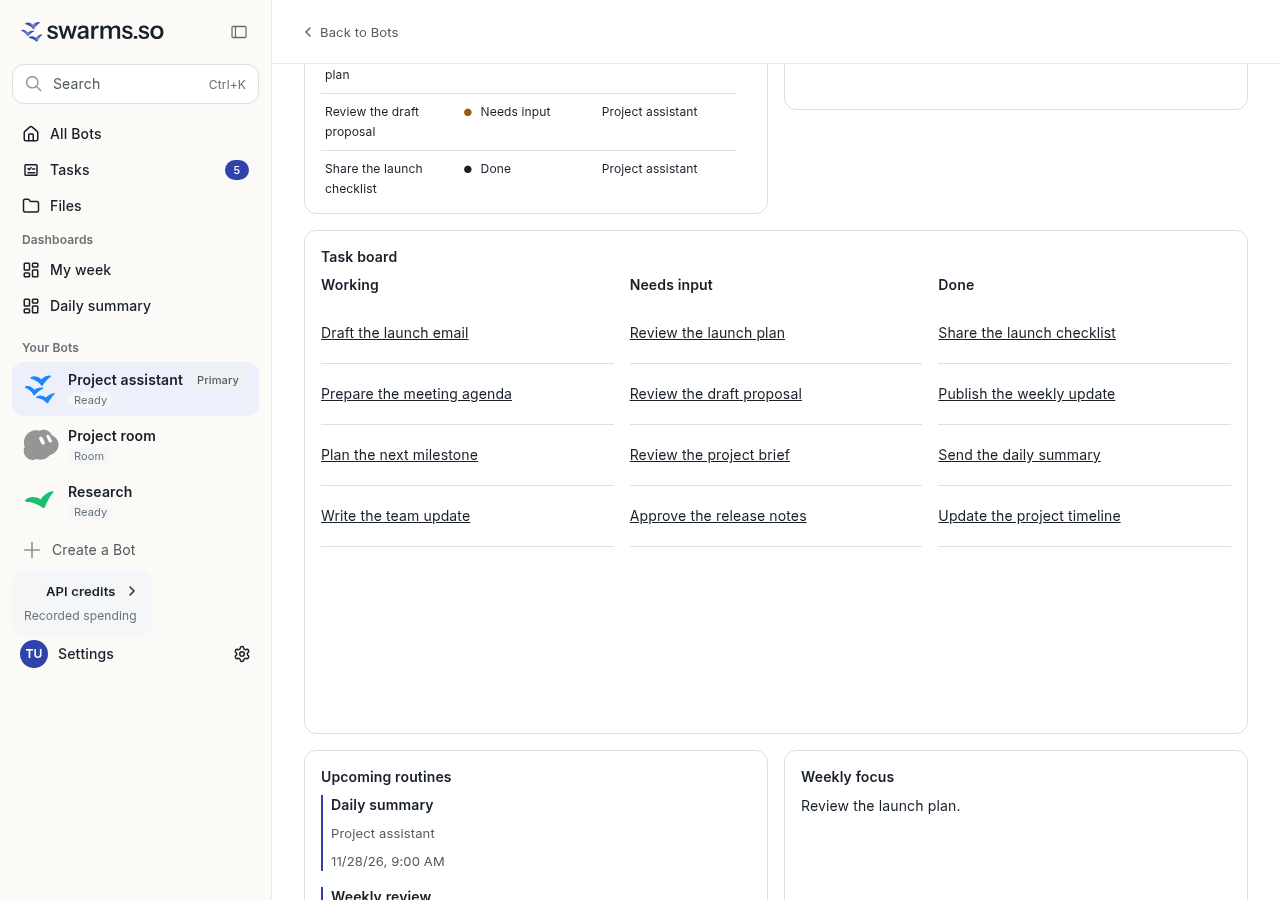 swarms.so
Search Ctrl+K
All Bots
Tasks 5
Files
Dashboards
My week
Daily summary
Your Bots
Project assistant Primary
Ready
Project room
Room
Research
Ready
Create a Bot
API credits
Recorded spending
TU Settings
Back to Bots
plan
Review the draft proposal Needs input Project assistant
Share the launch checklist Done Project assistant
Task board
Working Needs input Done
Draft the launch email Review the launch plan Share the launch checklist
Prepare the meeting agenda Review the draft proposal Publish the weekly update
Plan the next milestone Review the project brief Send the daily summary
Write the team update Approve the release notes Update the project timeline
Upcoming routines
Daily summary
Project assistant
11/28/26, 9:00 AM
Weekly review
Weekly focus
Review the launch plan.